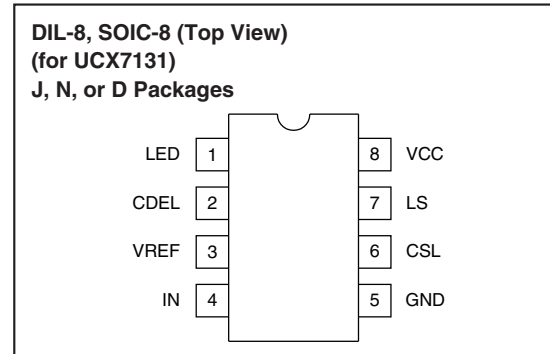 DIL-8, SOIC-8 (Top View)
(for UCX7131)
J, N, or D Packages
LED 1 8 VCC
CDEL 2 7 LS
VREF 3 6 CSL
IN 4 5 GND